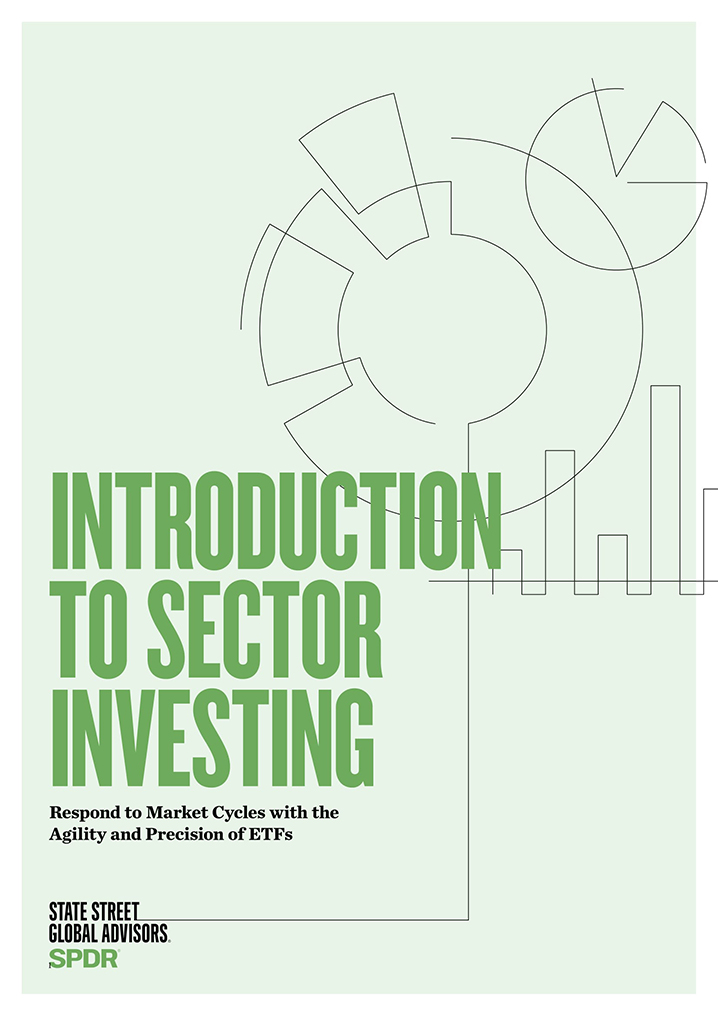 INTRODUCTION
TO SECTOR
INVESTING
Respond to Market Cycles with the
Agility and Precision of ETFs
STATE STREET
GLOBAL ADVISORS®
SPDR®